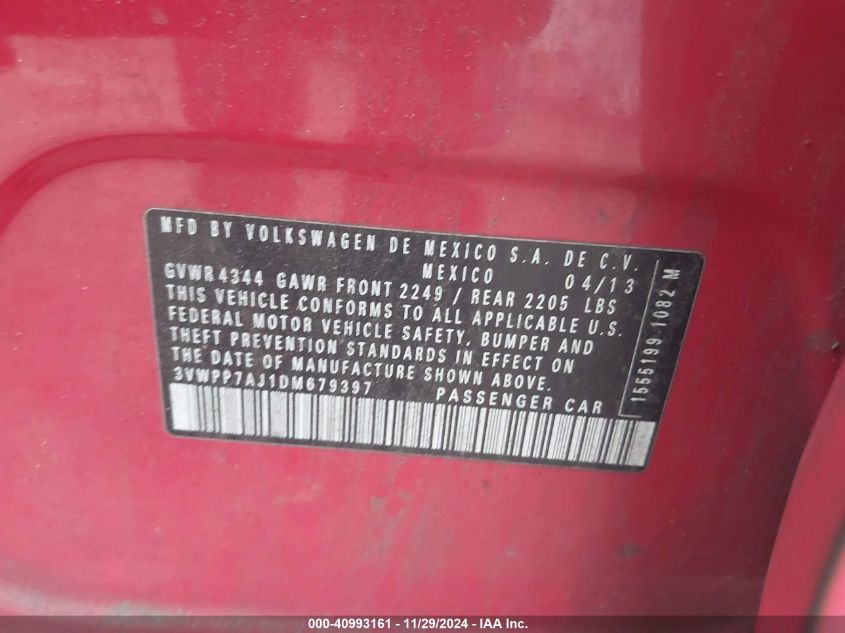 MFD BY VOLKSWAGEN DE MEXICO S.A. DE C.V.
MEXICO 04/13
GVWR 4344 GAWR FRONT 2249 / REAR 2205 LBS
THIS VEHICLE CONFORMS TO ALL APPLICABLE U.S.
FEDERAL MOTOR VEHICLE SAFETY, BUMPER AND
THEFT PREVENTION STANDARDS IN EFFECT ON
THE DATE OF MANUFACTURE SHOWN ABOVE.
3VWPP7AJ1DM679397 PASSENGER CAR
1555199.1082 M
000-40993161 - 11/29/2024 - IAA Inc.